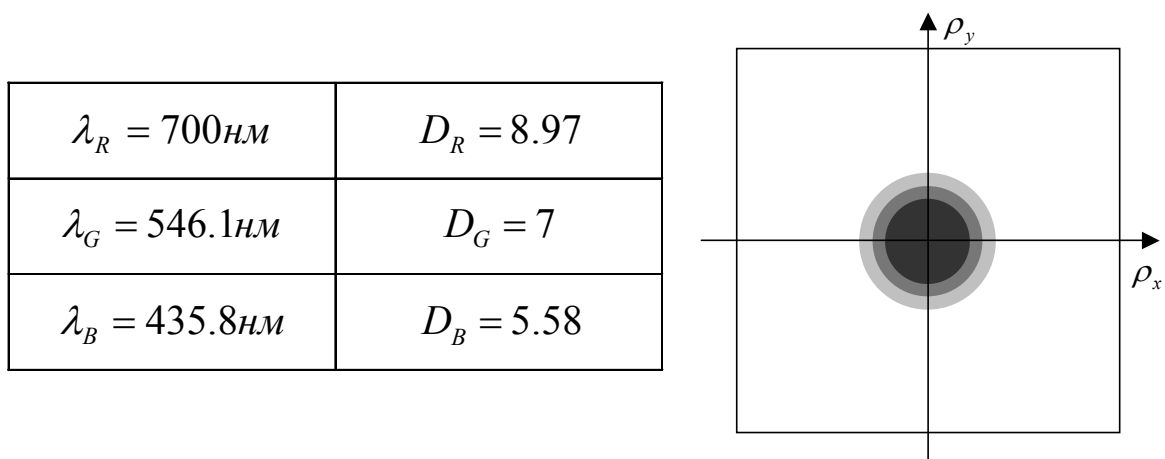 λ_R = 700нм D_R = 8.97
λ_G = 546.1нм D_G = 7
λ_B = 435.8нм D_B = 5.58
ρ_y
ρ_x